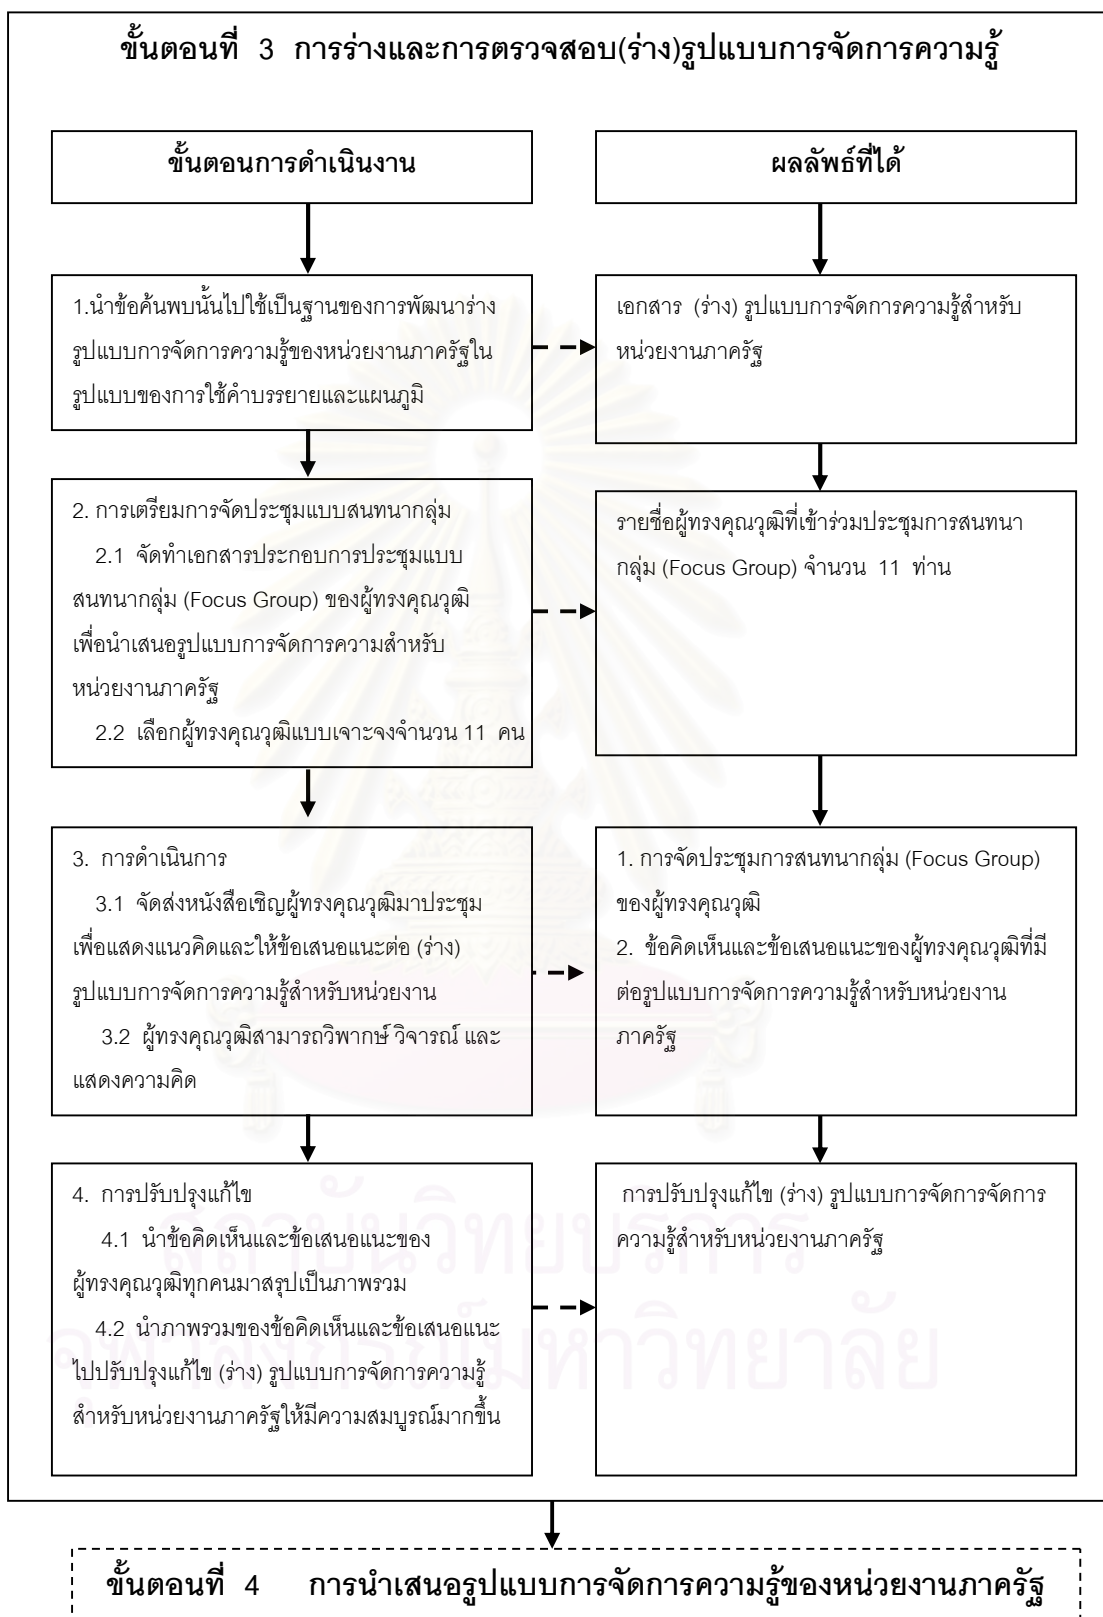 ขั้นตอนที่ 3 การร่างและการตรวจสอบ(ร่าง)รูปแบบการจัดการความรู้
ขั้นตอนการดำเนินงาน
ผลลัพธ์ที่ได้
1.นำข้อค้นพบนั้นไปใช้เป็นฐานของการพัฒนาร่าง
รูปแบบการจัดการความรู้ของหน่วยงานภาครัฐใน
รูปแบบของการใช้คำบรรยายและแผนภูมิ
เอกสาร (ร่าง) รูปแบบการจัดการความรู้สำหรับ
หน่วยงานภาครัฐ
2. การเตรียมการจัดประชุมแบบสนทนากลุ่ม
2.1 จัดทำเอกสารประกอบการประชุมแบบ
สนทนากลุ่ม (Focus Group) ของผู้ทรงคุณวุฒิ
เพื่อนำเสนอรูปแบบการจัดการความสำหรับ
หน่วยงานภาครัฐ
2.2 เลือกผู้ทรงคุณวุฒิแบบเจาะจงจำนวน 11 คน
รายชื่อผู้ทรงคุณวุฒิที่เข้าร่วมประชุมการสนทนา
กลุ่ม (Focus Group) จำนวน 11 ท่าน
3. การดำเนินการ
3.1 จัดส่งหนังสือเชิญผู้ทรงคุณวุฒิมาประชุม
เพื่อแสดงแนวคิดและให้ข้อเสนอแนะต่อ (ร่าง)
รูปแบบการจัดการความรู้สำหรับหน่วยงาน
3.2 ผู้ทรงคุณวุฒิสามารถวิพากษ์ วิจารณ์ และ
แสดงความคิด
1. การจัดประชุมการสนทนากลุ่ม (Focus Group)
ของผู้ทรงคุณวุฒิ
2. ข้อคิดเห็นและข้อเสนอแนะของผู้ทรงคุณวุฒิที่มี
ต่อรูปแบบการจัดการความรู้สำหรับหน่วยงาน
ภาครัฐ
4. การปรับปรุงแก้ไข
4.1 นำข้อคิดเห็นและข้อเสนอแนะของ
ผู้ทรงคุณวุฒิทุกคนมาสรุปเป็นภาพรวม
4.2 นำภาพรวมของข้อคิดเห็นและข้อเสนอแนะ
ไปปรับปรุงแก้ไข (ร่าง) รูปแบบการจัดการความรู้
สำหรับหน่วยงานภาครัฐให้มีความสมบูรณ์มากขึ้น
การปรับปรุงแก้ไข (ร่าง) รูปแบบการจัดการจัดการ
ความรู้สำหรับหน่วยงานภาครัฐ
สถาบันวิทยบริการ
จุฬาลงกรณ์มหาวิทยาลัย
ขั้นตอนที่ 4 การนำเสนอรูปแบบการจัดการความรู้ของหน่วยงานภาครัฐ